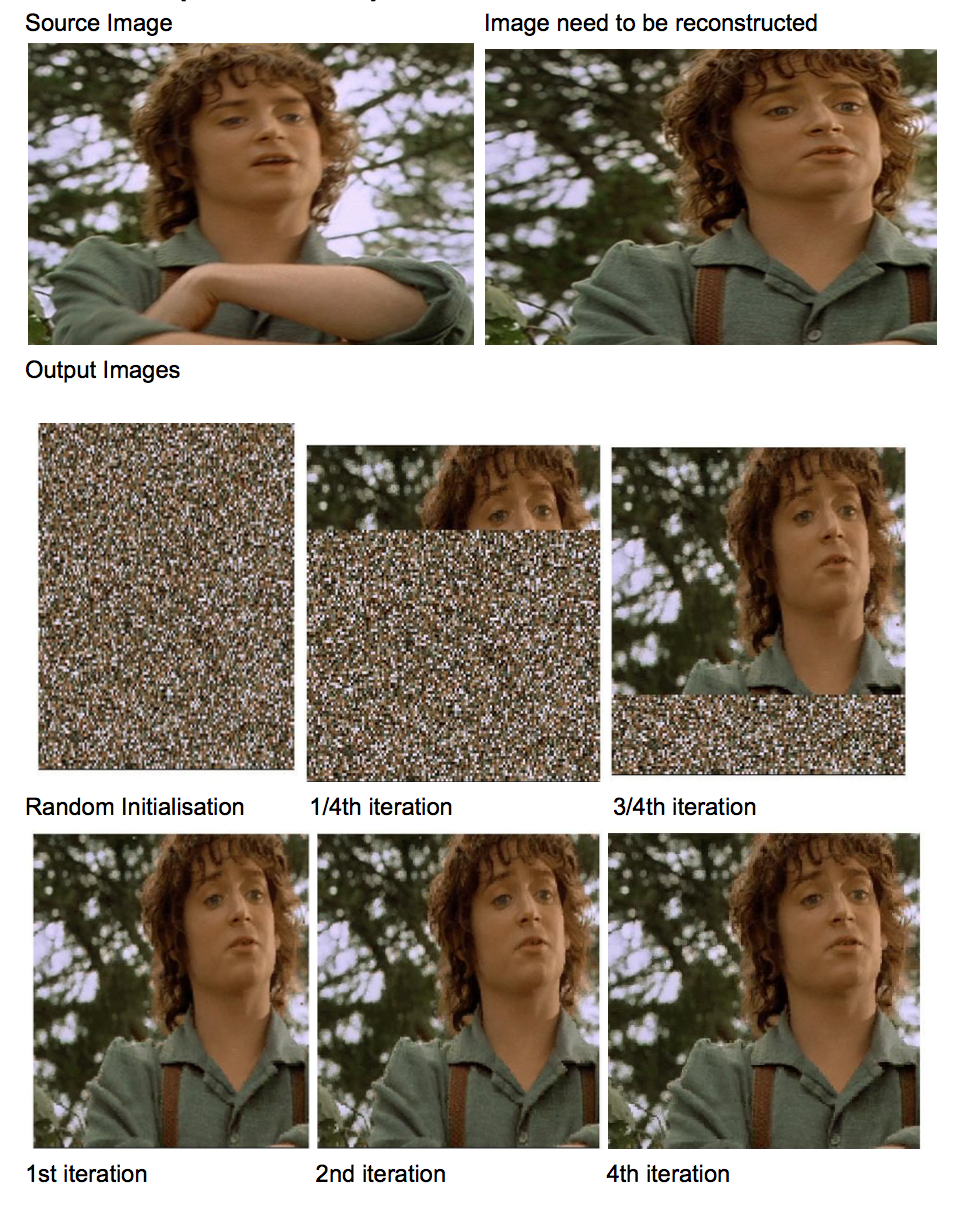 Source Image
Image need to be reconstructed
Output Images
Random Initialisation
1/4th iteration
3/4th iteration
1st iteration
2nd iteration
4th iteration